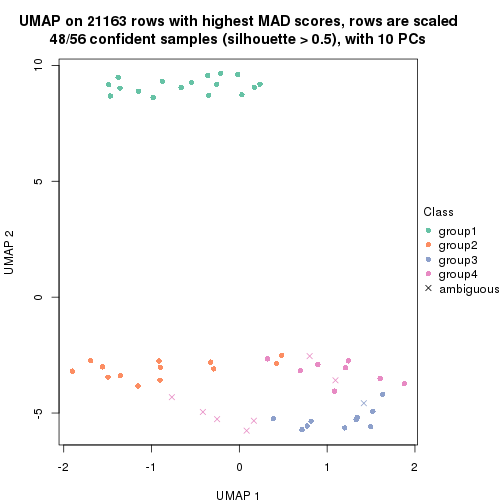 UMAP on 21163 rows with highest MAD scores, rows are scaled
48/56 confident samples (silhouette > 0.5), with 10 PCs
10
5
0
-5
UMAP 2
-2
-1
0
1
2
UMAP 1
Class
group1
group2
group3
group4
ambiguous